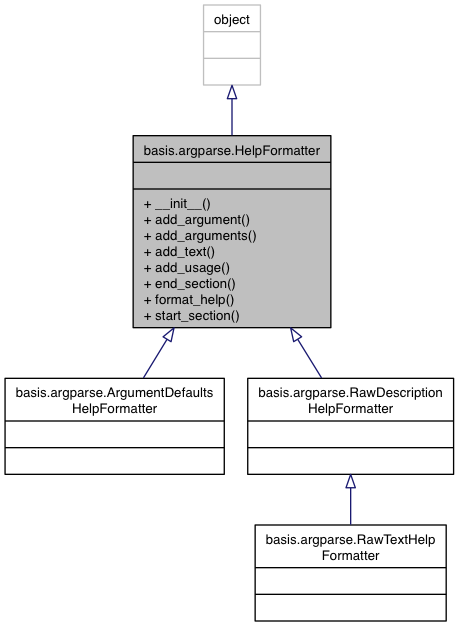 object
basis.argparse.HelpFormatter
+ __init__()
+ add_argument()
+ add_arguments()
+ add_text()
+ add_usage()
+ end_section()
+ format_help()
+ start_section()
basis.argparse.ArgumentDefaults
HelpFormatter
basis.argparse.RawDescription
HelpFormatter
basis.argparse.RawTextHelp
Formatter